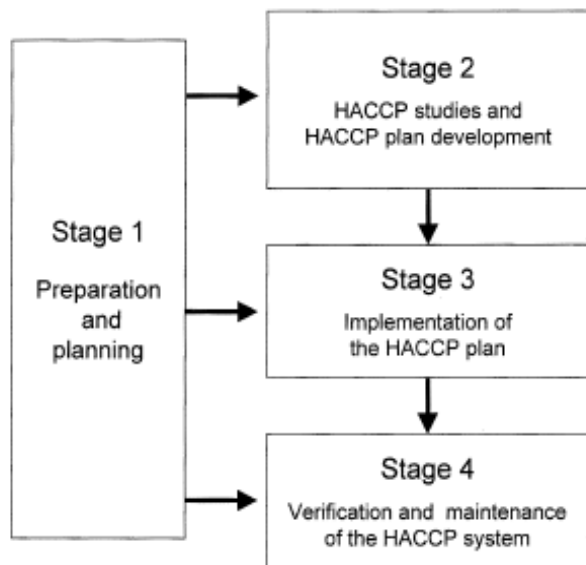 Stage 1
Preparation
and
planning
Stage 2
HACCP studies and
HACCP plan development
Stage 3
Implementation of
the HACCP plan
Stage 4
Verification and maintenance
of the HACCP system